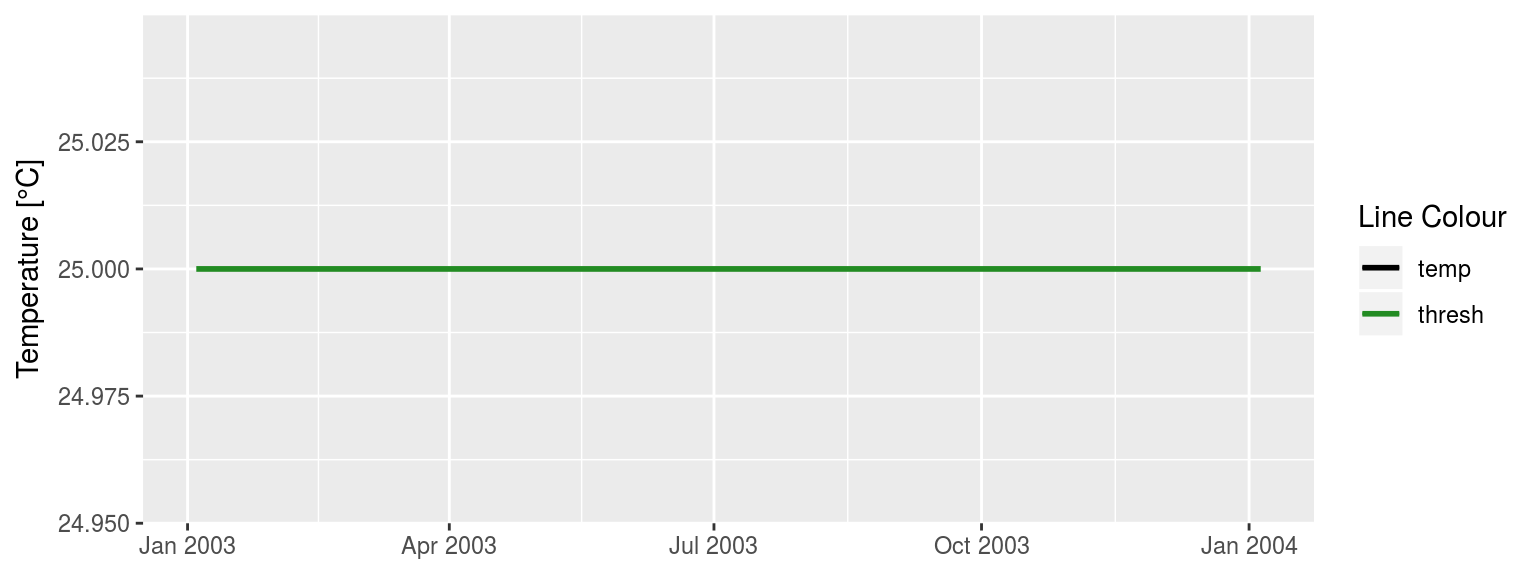 Temperature [°C]
25.025
25.000
24.975
24.950
Jan 2003
Apr 2003
Jul 2003
Oct 2003
Jan 2004
Line Colour
temp
thresh